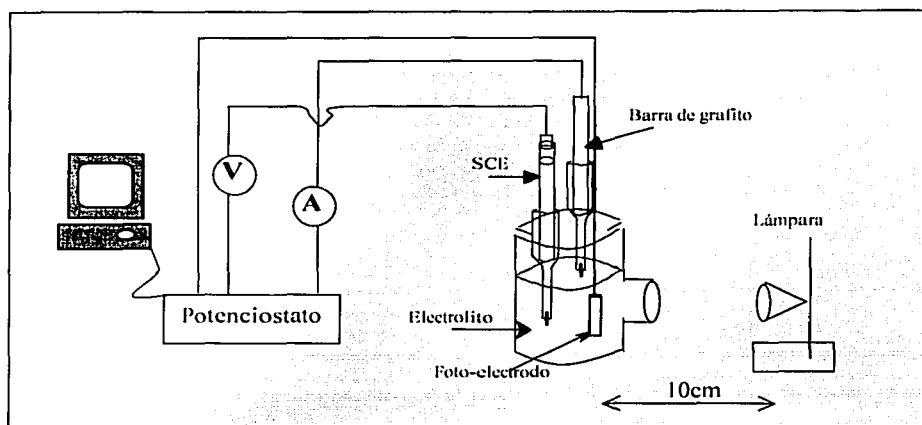 Barra de grafito
SCE
V
A
Lámpara
Potenciostato
Electrolito
Foto-electrodo
10cm